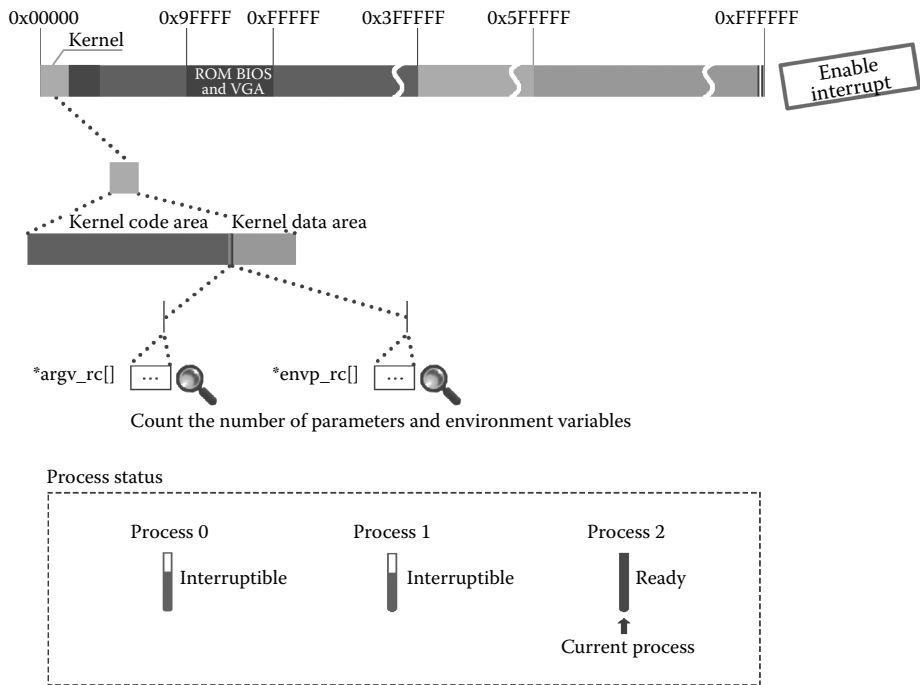 0x00000 0x9FFFF 0xFFFFF 0x3FFFFF 0x5FFFFF 0xFFFFFF
Kernel
ROM BIOS
and VGA
Enable
interrupt
Kernel code area Kernel data area
*argv_rc[] ... *envp_rc[] ...
Count the number of parameters and environment variables
Process status
Process 0 Process 1 Process 2
Interruptible Interruptible Ready
Current process